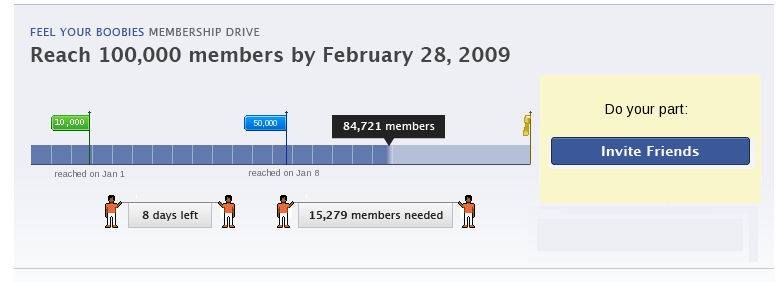 FEEL YOUR BOOBIES MEMBERSHIP DRIVE
Reach 100,000 members by February 28, 2009
Do your part:
10,000
50,000
84,721 members
Invite Friends
reached on Jan 1
reached on Jan 8
8 days left
15,279 members needed